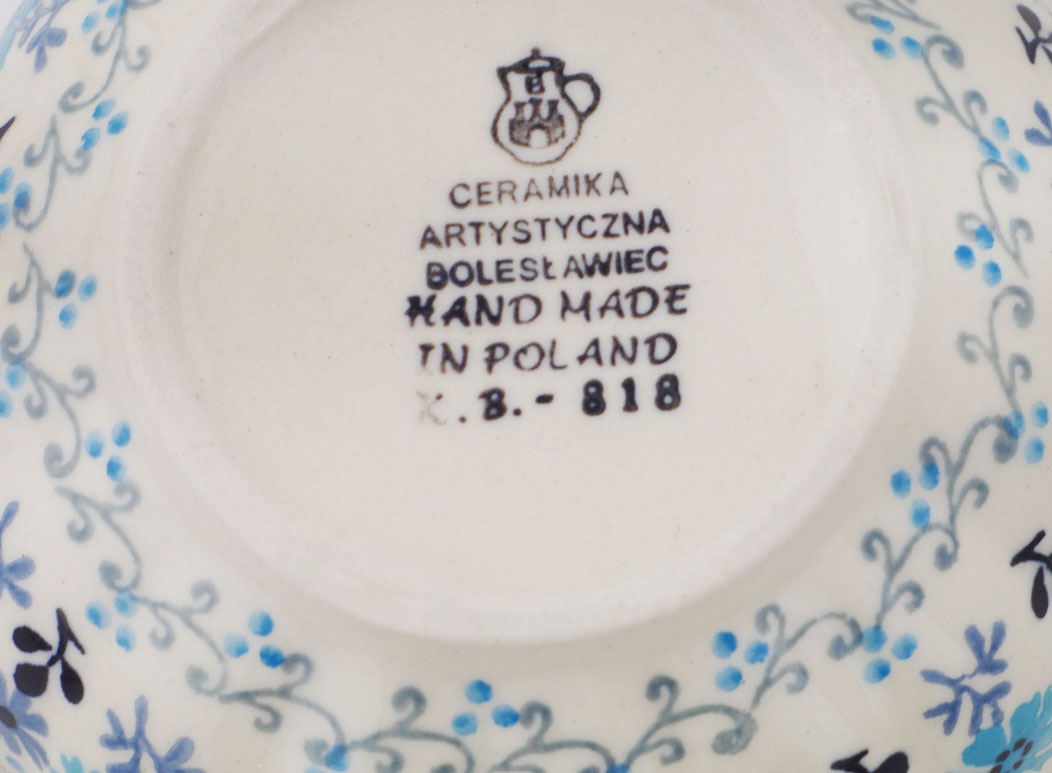 CERAMIKA
ARTYSTYCZNA
BOLESŁAWIEC
HAND MADE
IN POLAND
K.B.- 818